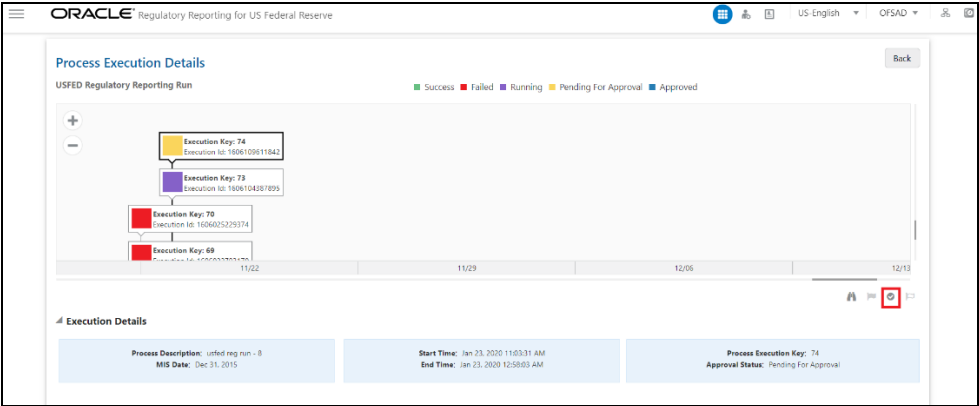 ORACLE® Regulatory Reporting for US Federal Reserve
US-English
OFSAD
Process Execution Details
Back
USFED Regulatory Reporting Run
Success Failed Running Pending For Approval Approved
Execution Key: 74
Execution Id: 1606109611842
Execution Key: 73
Execution Id: 1606104387895
Execution Key: 70
Execution Id: 1606025229374
Execution Key: 69
11/22 11/29 12/06 12/13
Execution Details
Process Description: usfed reg run - 8
MIS Date: Dec 31, 2015
Start Time: Jan 23, 2020 11:03:31 AM
End Time: Jan 23, 2020 12:58:03 AM
Process Execution Key: 74
Approval Status: Pending For Approval